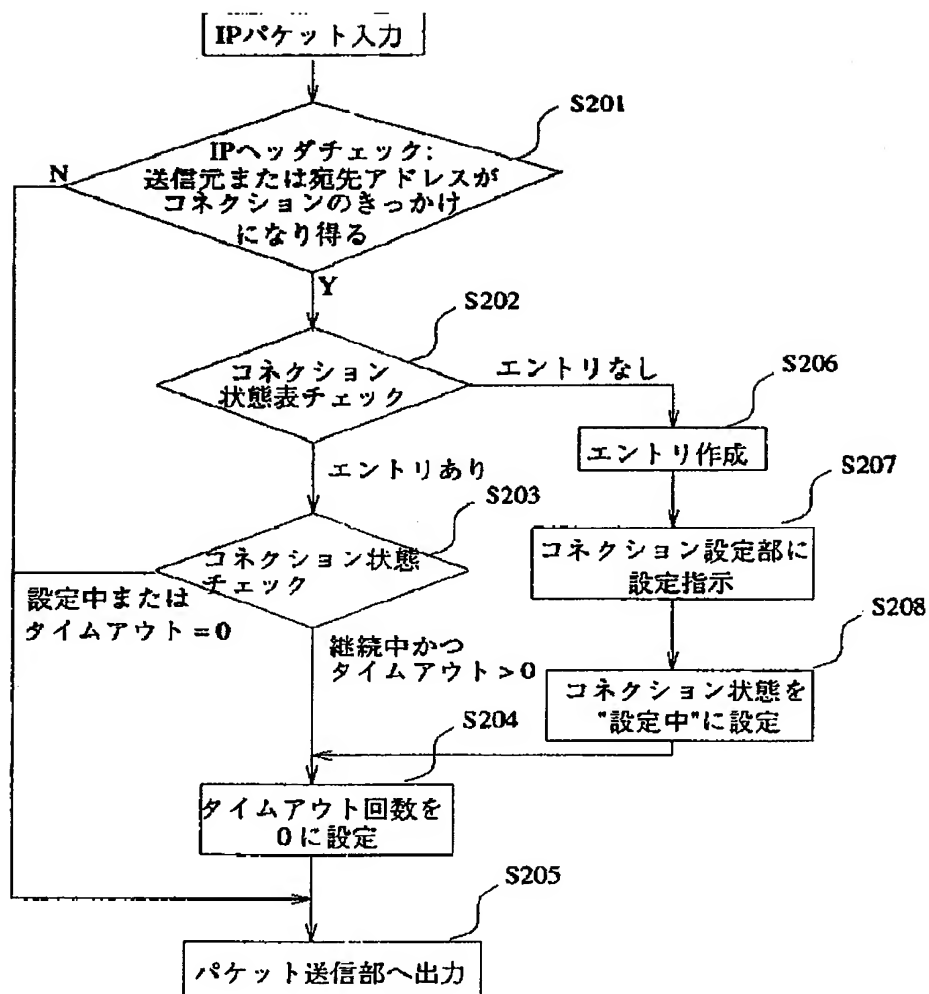 IPパケット入力
S201
IPヘッダチェック:
送信元または宛先アドレスが
コネクションのきっかけ
になり得る
N
Y
S202
コネクション
状態表チェック
エントリなし
S206
エントリ作成
エントリあり
S203
S207
コネクション設定部に
設定指示
コネクション状態
チェック
設定中または
タイムアウト=0
S208
継続中かつ
タイムアウト>0
コネクション状態を
"設定中"に設定
S204
タイムアウト回数を
0に設定
S205
パケット送信部へ出力